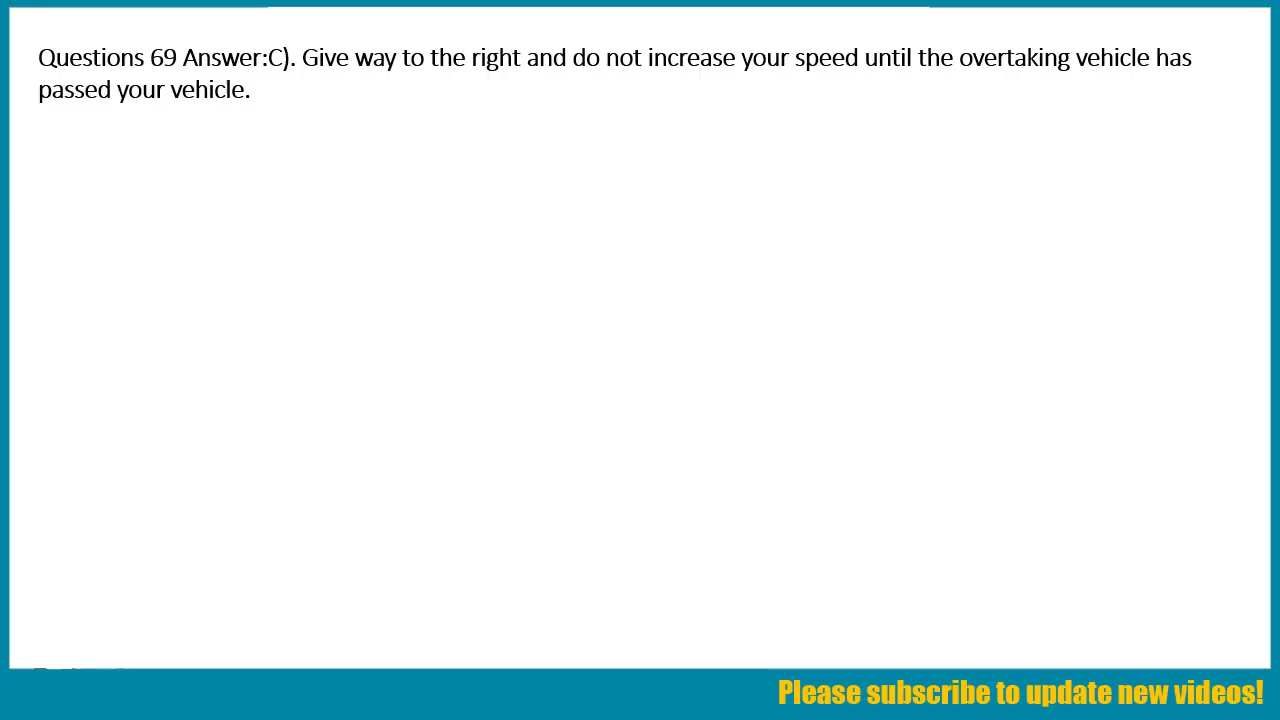 Questions 69 Answer:C). Give way to the right and do not increase your speed until the overtaking vehicle has
passed your vehicle.
Please subscribe to update new videos!